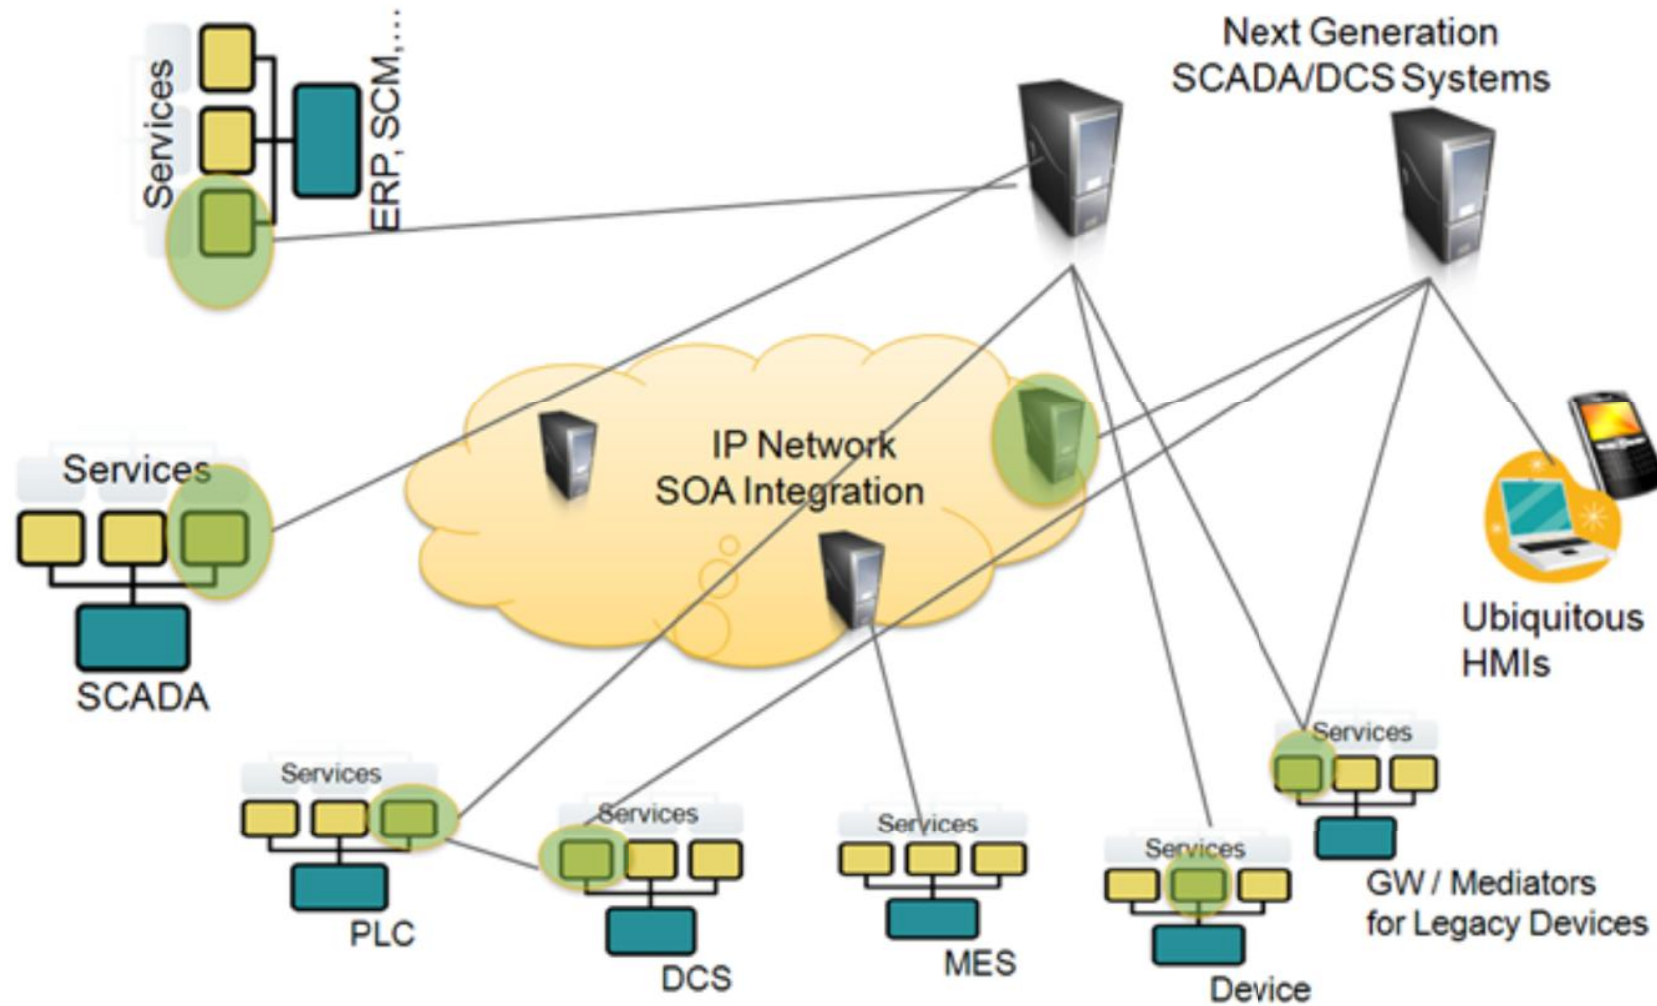 Services
ERP, SCM,...
Next Generation
SCADA/DCS Systems
IP Network
SOA Integration
Services
SCADA
Ubiquitous
HMIs
Services
PLC
Services
DCS
Services
MES
Services
Device
Services
GW / Mediators
for Legacy Devices